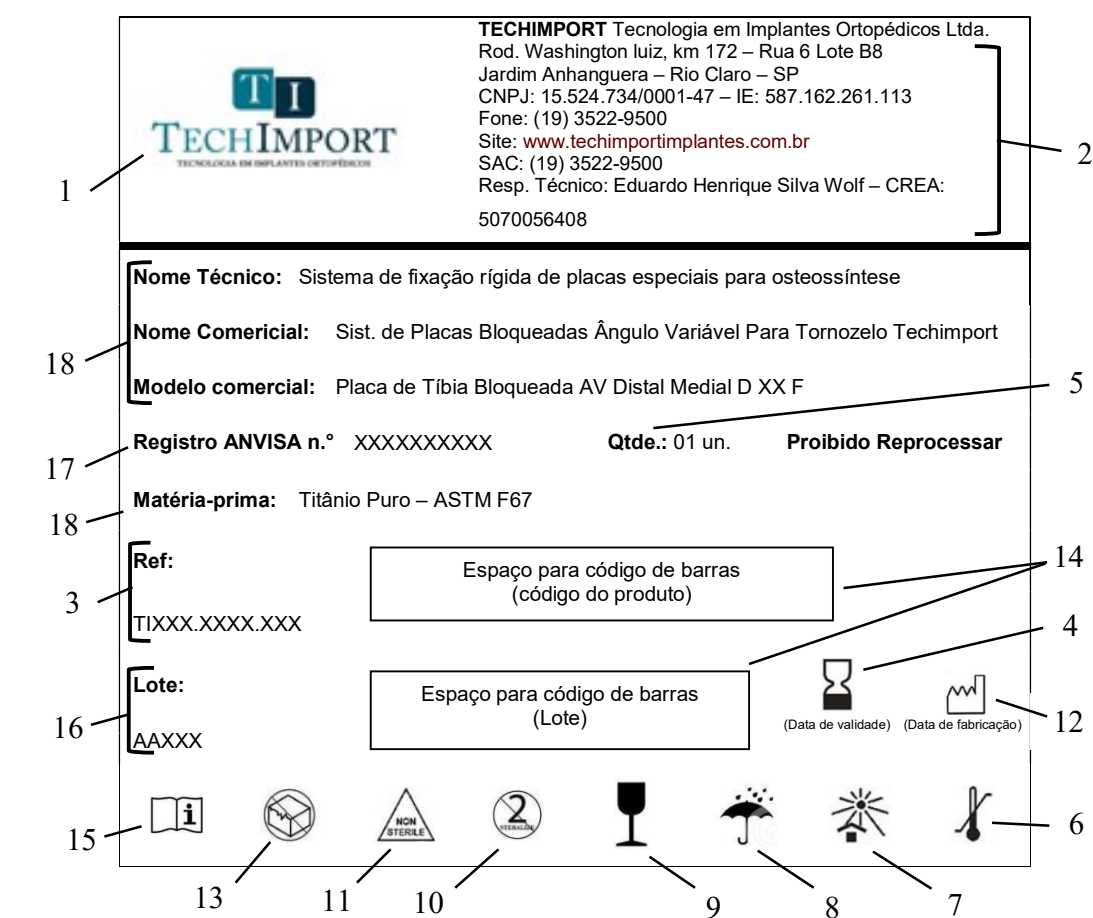 TECHIMPORT Tecnologia em Implantes Ortopédicos Ltda.
Rod. Washington luiz, km 172 – Rua 6 Lote B8
Jardim Anhanguera – Rio Claro – SP
CNPJ: 15.524.734/0001-47 – IE: 587.162.261.113
Fone: (19) 3522-9500
Site: www.techimportimplantes.com.br
SAC: (19) 3522-9500
Resp. Técnico: Eduardo Henrique Silva Wolf – CREA:
5070056408
TI
TECHIMPORT
TECNOLOGIA EM IMPLANTES ORTOPÉDICOS
1
2
Nome Técnico: Sistema de fixação rígida de placas especiais para osteossíntese
Nome Comericial: Sist. de Placas Bloqueadas Ângulo Variável Para Tornozelo Techimport
18
Modelo comercial: Placa de Tíbia Bloqueada AV Distal Medial D XX F
5
Registro ANVISA n.° XXXXXXXXXX Qtde.: 01 un. Proibido Reprocessar
17
Matéria-prima: Titânio Puro – ASTM F67
18
Ref:
Espaço para código de barras
(código do produto)
14
3
TIXXX.XXXX.XXX
4
Lote:
Espaço para código de barras
(Lote)
(Data de validade) (Data de fabricação)
16
12
AAXXX
i
NON
STERILE
2
STERILIZE
15
6
13
11
10
9
8
7